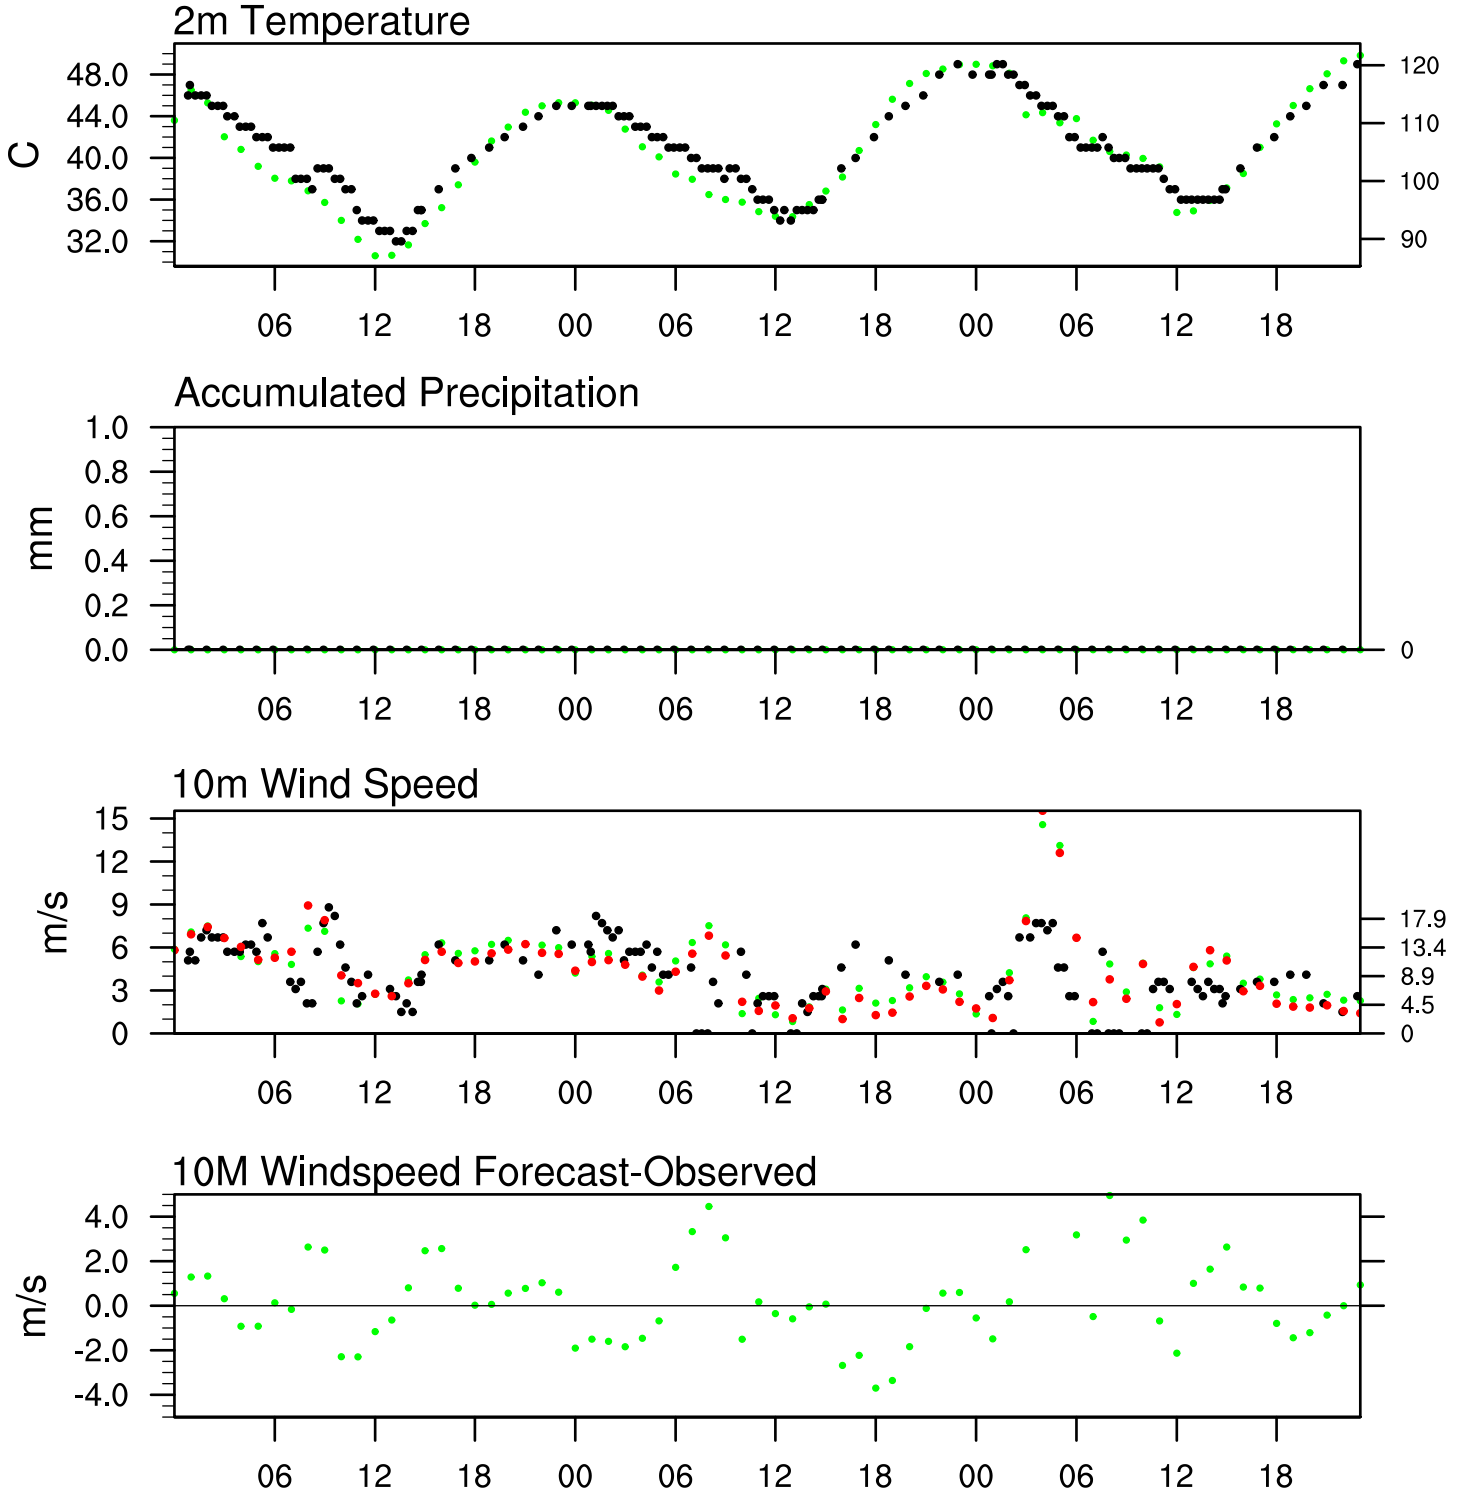 2m Temperature
48.0
44.0
40.0
36.0
32.0
C
120
110
100
90
06 12 18 00 06 12 18 00 06 12 18
Accumulated Precipitation
1.0
0.8
0.6
0.4
0.2
0.0
mm
0
06 12 18 00 06 12 18 00 06 12 18
10m Wind Speed
15
12
9
6
3
0
m/s
17.9
13.4
8.9
4.5
0
06 12 18 00 06 12 18 00 06 12 18
10M Windspeed Forecast-Observed
4.0
2.0
0.0
-2.0
-4.0
m/s
06 12 18 00 06 12 18 00 06 12 18